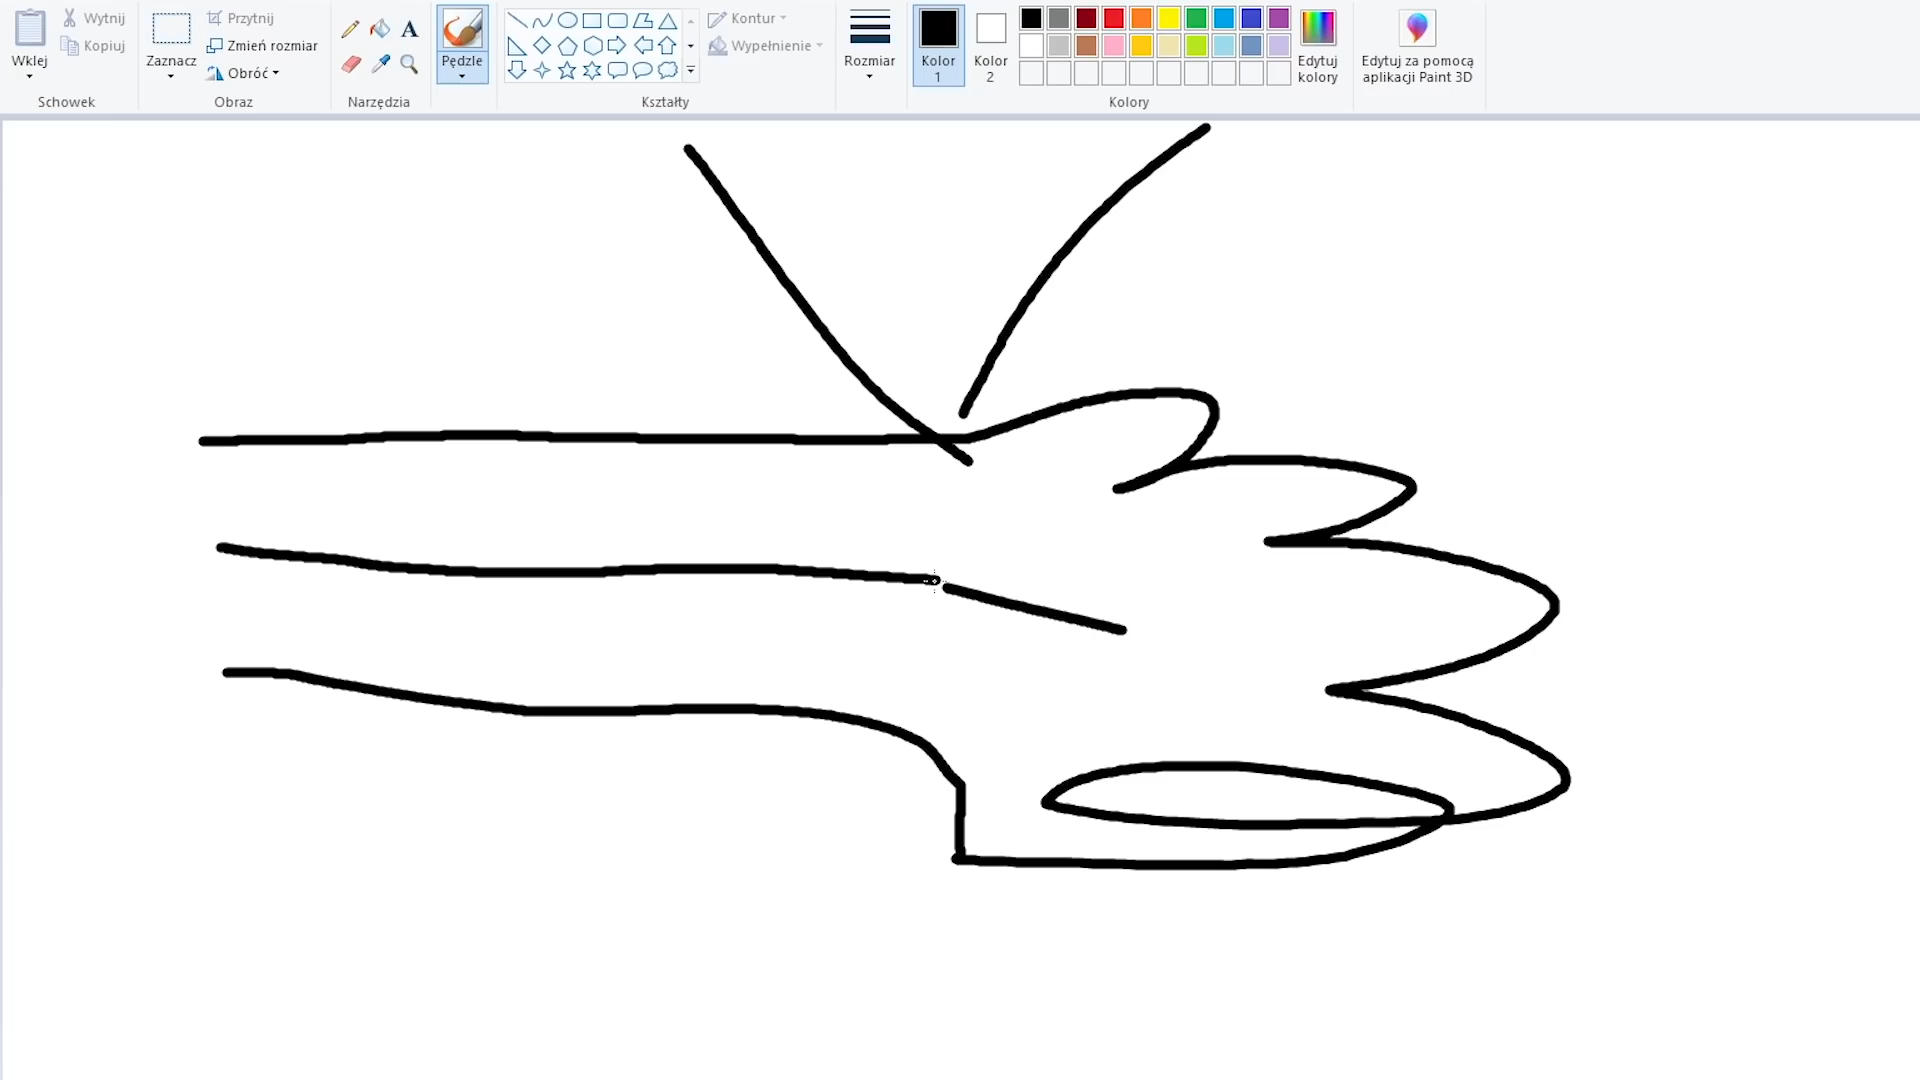 Wklej
Wytnij
Kopiuj
Schowek
Zaznacz
Przytnij
Zmień rozmiar
Obróć
Obraz
A
Narzędzia
Pędzle
Kształty
Kontur
Wypełnienie
Rozmiar
Kolor
1
Kolor
2
Edytuj
kolory
Kolory
Edytuj za pomocą
aplikacji Paint 3D